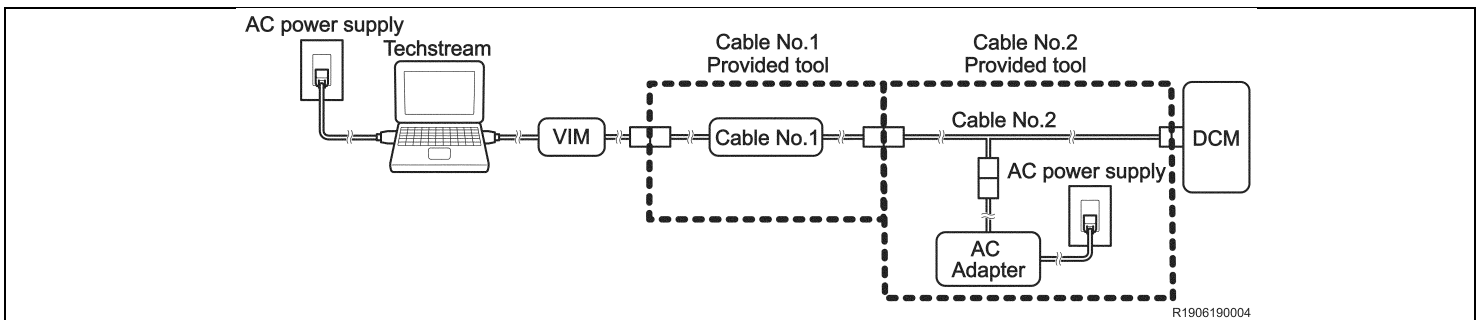 AC power supply
Techstream
Cable No.1
Provided tool
Cable No.2
Provided tool
VIM
Cable No.1
Cable No.2
DCM
AC power supply
AC
Adapter
R1906190004